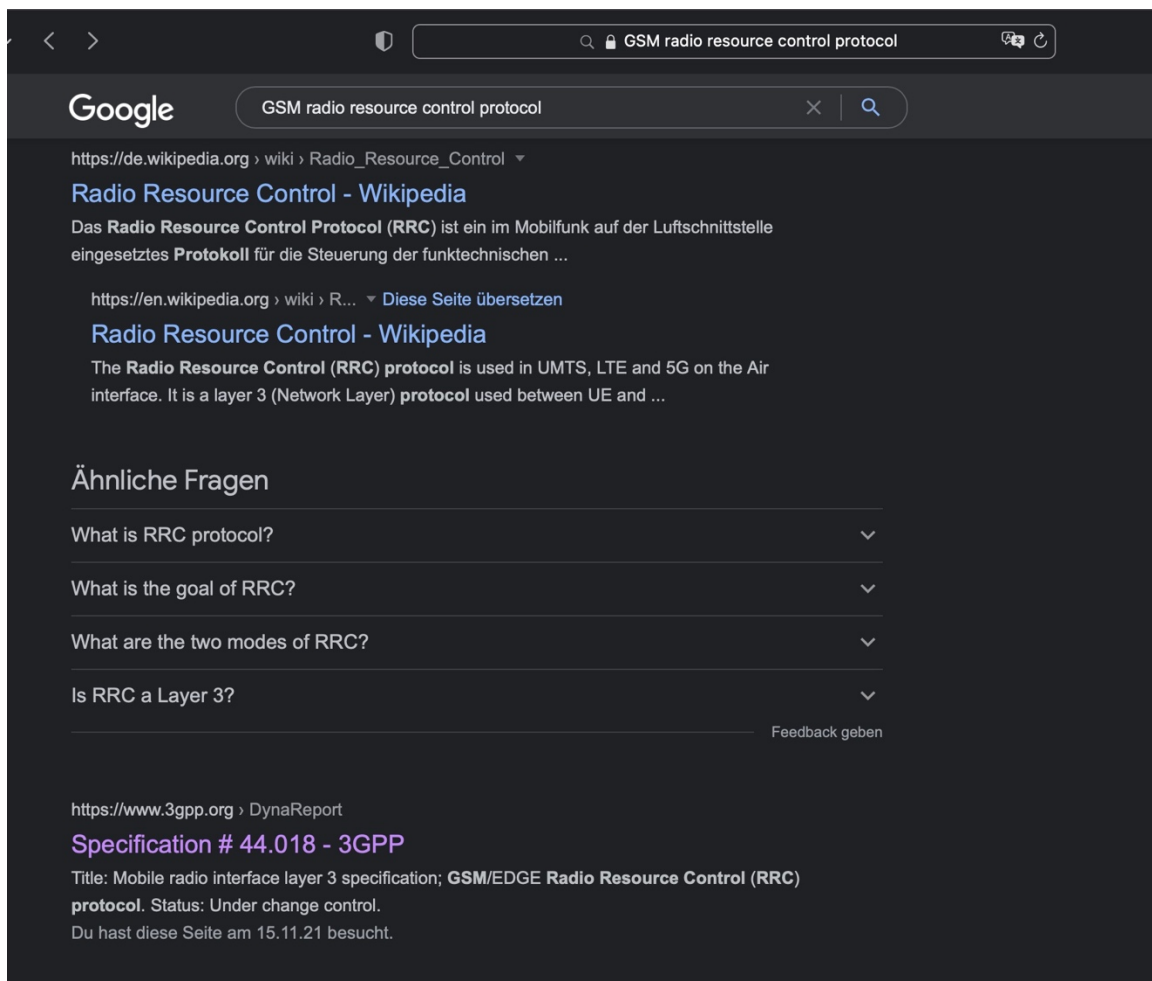 GSM radio resource control protocol
Google
GSM radio resource control protocol
https://de.wikipedia.org › wiki › Radio_Resource_Control
Radio Resource Control - Wikipedia
Das Radio Resource Control Protocol (RRC) ist ein im Mobilfunk auf der Luftschnittstelle
eingesetztes Protokoll für die Steuerung der funktechnischen ...
https://en.wikipedia.org › wiki › R... Diese Seite übersetzen
Radio Resource Control - Wikipedia
The Radio Resource Control (RRC) protocol is used in UMTS, LTE and 5G on the Air
interface. It is a layer 3 (Network Layer) protocol used between UE and ...
Ähnliche Fragen
What is RRC protocol?
What is the goal of RRC?
What are the two modes of RRC?
Is RRC a Layer 3?
Feedback geben
https://www.3gpp.org › DynaReport
Specification # 44.018 - 3GPP
Title: Mobile radio interface layer 3 specification; GSM/EDGE Radio Resource Control (RRC)
protocol. Status: Under change control.
Du hast diese Seite am 15.11.21 besucht.